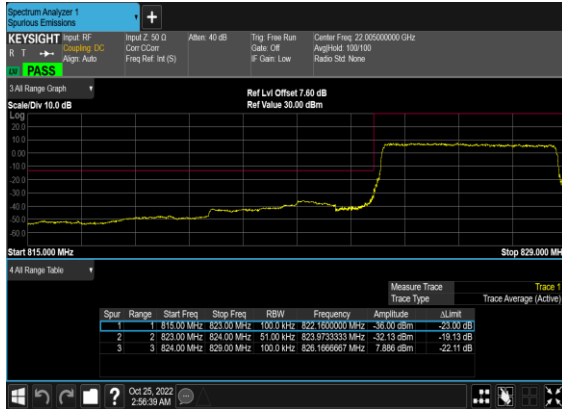 Spectrum Analyzer 1
Spurious Emissions
+
KEYSIGHT Input: RF Input Z: 50 Ω Atten: 40 dB Trig: Free Run Center Freq: 22.005000000 GHz
R T Coupling: DC Corr CCorr Gate: Off Avg|Hold: 100/100
Align: Auto Freq Ref: Int (S) IF Gain: Low Radio Std: None
PASS
3 All Range Graph
Ref Lvl Offset 7.60 dB
Scale/Div 10.0 dB Ref Value 30.00 dBm
Log
20.0
10.0
0.00
-10.0
-20.0
-30.0
-40.0
-50.0
-60.0
Start 815.000 MHz Stop 829.000 MH
4 All Range Table
Measure Trace Trace 1
Trace Type Trace Average (Active)
Spur Range Start Freq Stop Freq RBW Frequency Amplitude ΔLimit
1 1 815.00 MHz 823.00 MHz 100.0 kHz 822.1600000 MHz -36.00 dBm -23.00 dB
2 2 823.00 MHz 824.00 MHz 51.00 kHz 823.9733333 MHz -32.13 dBm -19.13 dB
3 3 824.00 MHz 829.00 MHz 100.0 kHz 826.1666667 MHz 7.886 dBm -22.11 dB
? Oct 25, 2022
2:56:39 AM